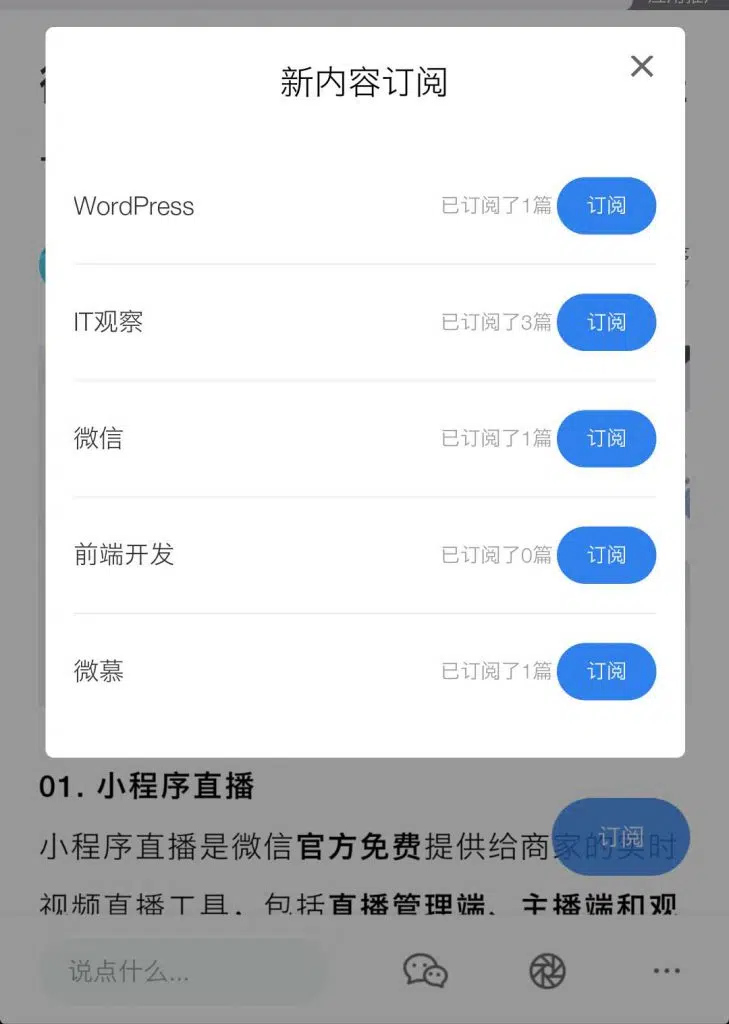 新内容订阅
WordPress 已订阅了1篇 订阅
IT观察 已订阅了3篇 订阅
微信 已订阅了1篇 订阅
前端开发 已订阅了0篇 订阅
微慕 已订阅了1篇 订阅
01. 小程序直播
小程序直播是微信官方免费提供给商家的实时
订阅
视频直播工具，包括直播管理端、主播端和观
说点什么...